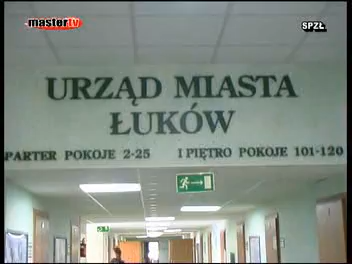 mastertv
SPZŁ
URZĄD MIASTA
ŁUKÓW
PARTER POKOJE 2-25 I PIĘTRO POKOJE 101-120